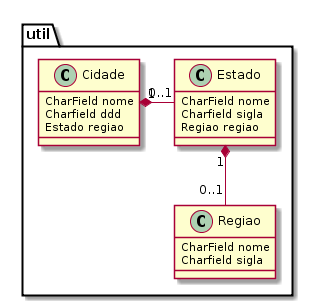 util
C Cidade
CharField nome
Charfield ddd
Estado regiao
1
0..1
C Estado
CharField nome
Charfield sigla
Regiao regiao
1
0..1
C Regiao
CharField nome
Charfield sigla